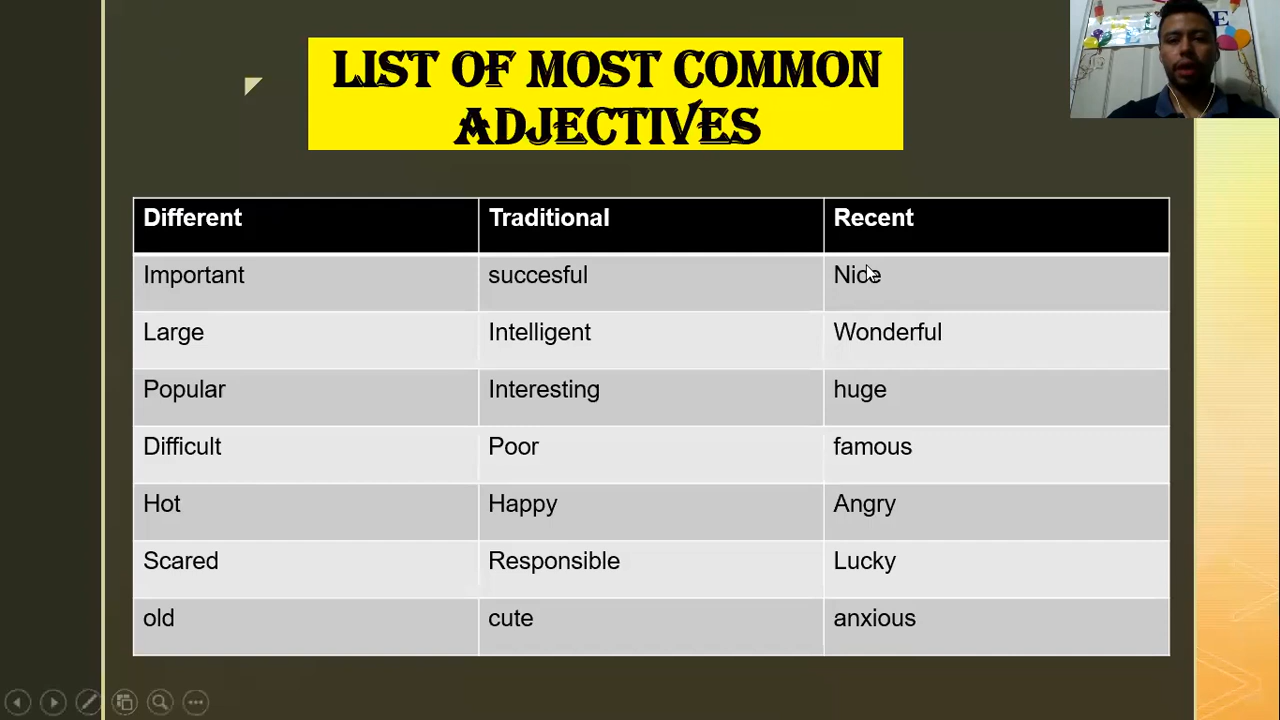 LIST OF MOST COMMON
ADJECTIVES
Different Traditional Recent
Important succesful Nice
Large Intelligent Wonderful
Popular Interesting huge
Difficult Poor famous
Hot Happy Angry
Scared Responsible Lucky
old cute anxious